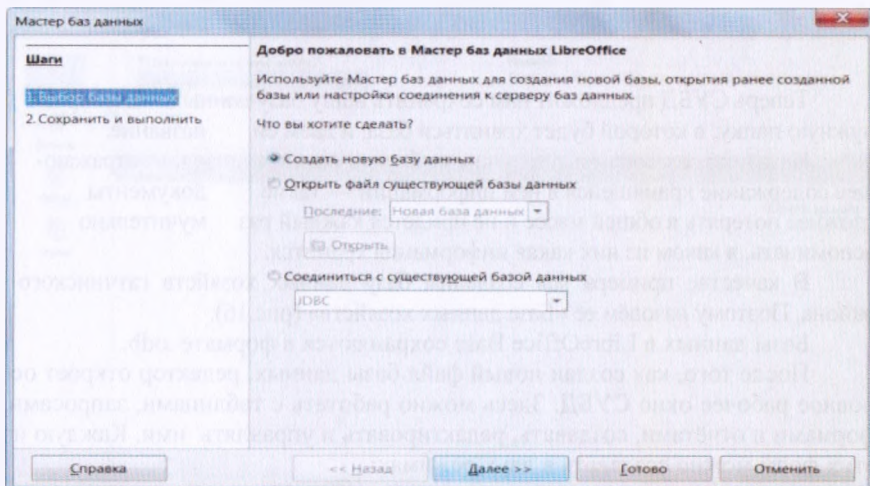 Мастер баз данных
Шаги
1.Выбор базы данных
2.Сохранить и выполнить
Добро пожаловать в Мастер баз данных LibreOffice
Используйте Мастер баз данных для создания новой базы, открытия ранее созданной
базы или настройки соединения к серверу баз данных.
Что вы хотите сделать?
Создать новую базу данных
Открыть файл существующей базы данных
Последние: Новая база данных
Открыть
Соединиться с существующей базой данных
JDBC
Справка
<< Назад
Далее >>
Готово
Отменить